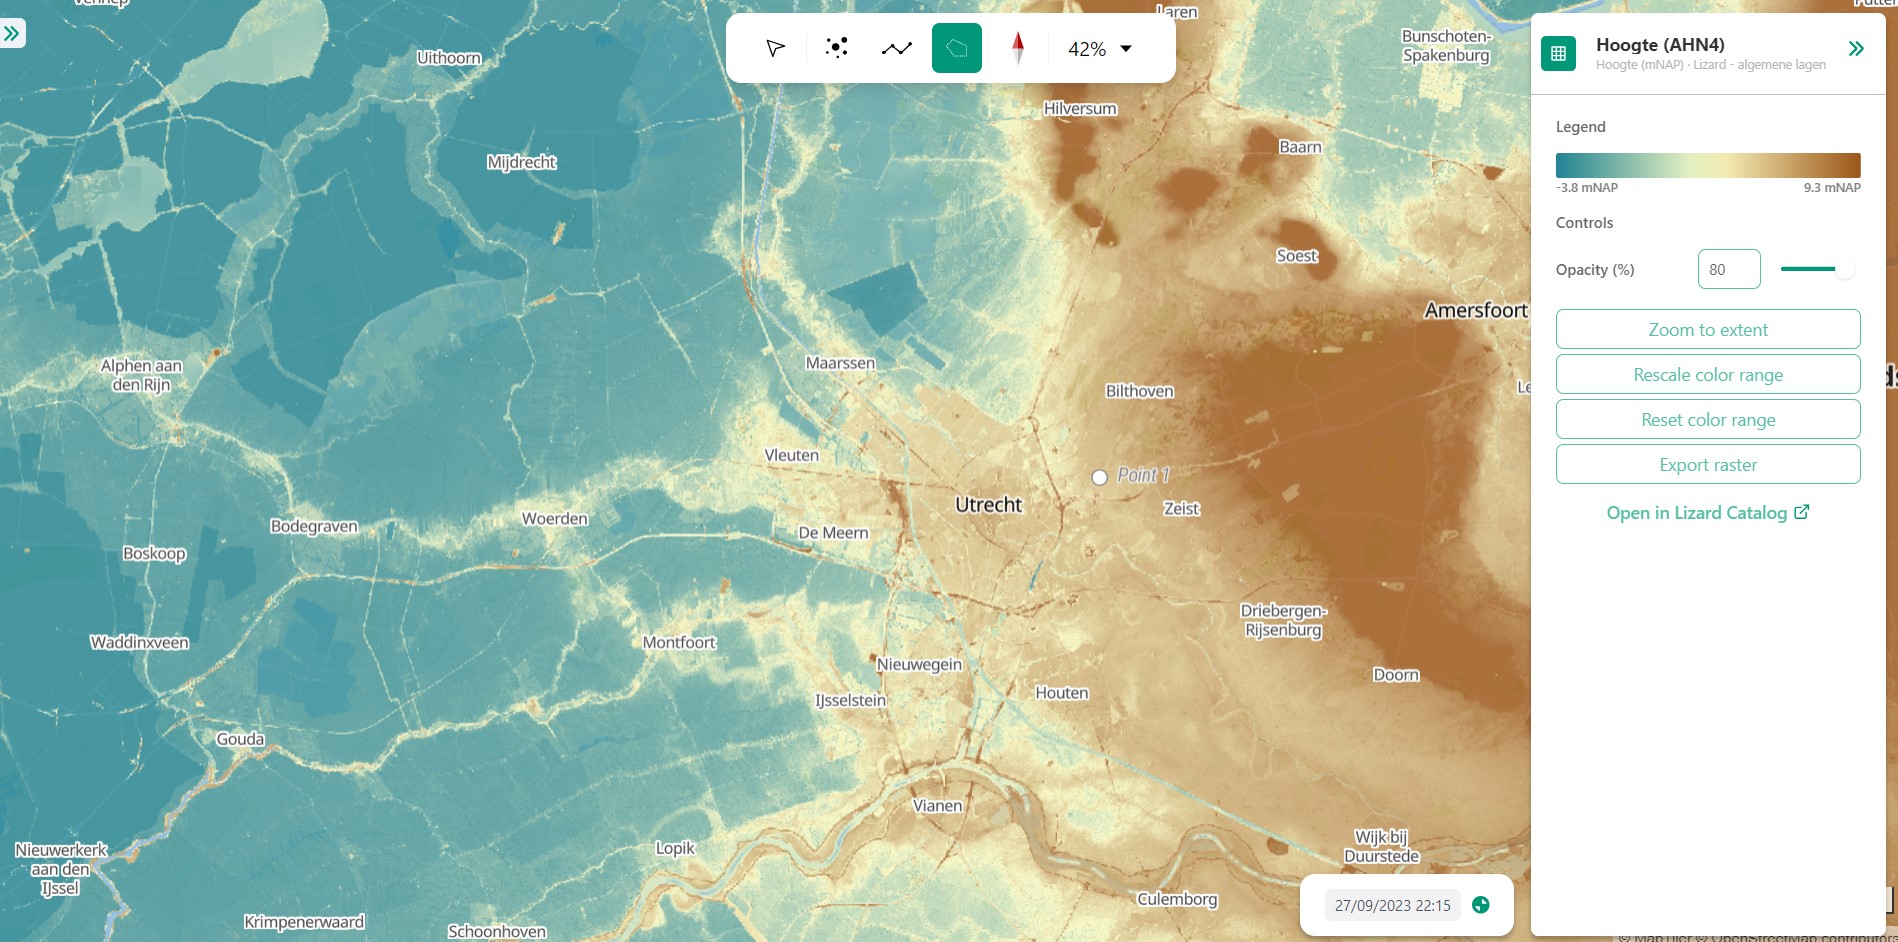 Laren
Uithoorn
42%
Bunschoten-
Spakenburg
Hoogte (AHN4)
Hoogte (mNAP) · Lizard - algemene lagen
Hilversum
Mijdrecht
Baarn
Legend
-3.8 mNAP
9.3 mNAP
Controls
Soest
Opacity (%)
80
Amersfoort
Zoom to extent
Alphen aan
den Rijn
Maarssen
Bilthoven
Rescale color range
Reset color range
Vleuten
Point 1
Export raster
Utrecht
Zeist
Bodegraven
Woerden
De Meern
Open in Lizard Catalog
Boskoop
Driebergen-
Rijsenburg
Waddinxveen
Montfoort
Nieuwegein
Doorn
IJsselstein
Houten
Gouda
Vianen
Nieuwerkerk
aan den
IJssel
Lopik
Wijk bij
Duurstede
Culemborg
27/09/2023 22:15
Krimpenerwaard
Schoonhoven
© MapTiler © OpenStreetMap contributors